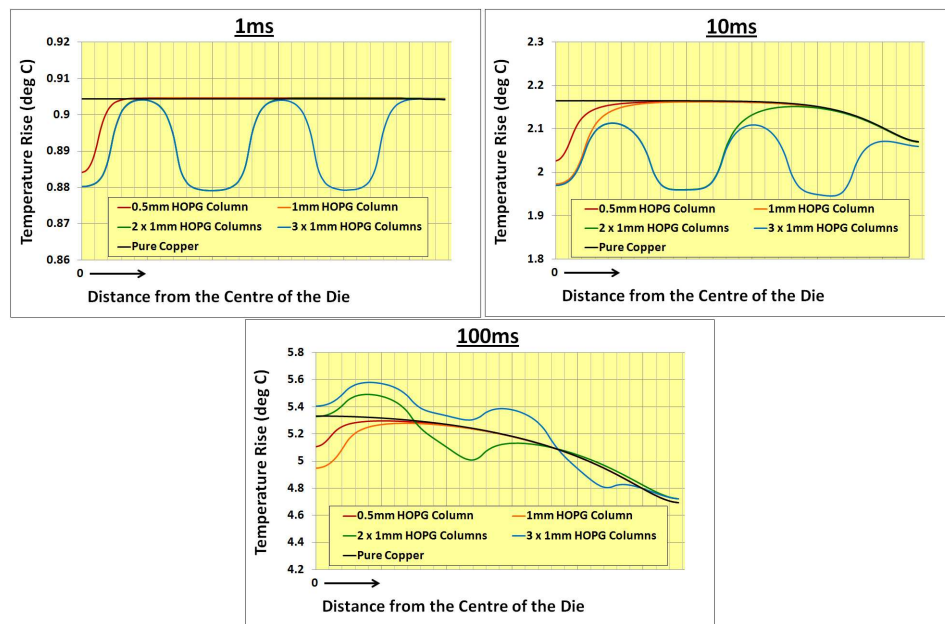 1ms
0.92
0.91
0.9
0.89
0.88
0.87
0.86
Temperature Rise (deg C)
0.5mm HOPG Column
1mm HOPG Column
2 x 1mm HOPG Columns
3 x 1mm HOPG Columns
Pure Copper
0
Distance from the Centre of the Die
10ms
2.3
2.2
2.1
2
1.9
1.8
Temperature Rise (deg C)
0.5mm HOPG Column
1mm HOPG Column
2 x 1mm HOPG Columns
3 x 1mm HOPG Columns
Pure Copper
0
Distance from the Centre of the Die
100ms
5.8
5.6
5.4
5.2
5
4.8
4.6
4.4
4.2
Temperature Rise (deg C)
0.5mm HOPG Column
1mm HOPG Column
2 x 1mm HOPG Columns
3 x 1mm HOPG Columns
Pure Copper
0
Distance from the Centre of the Die